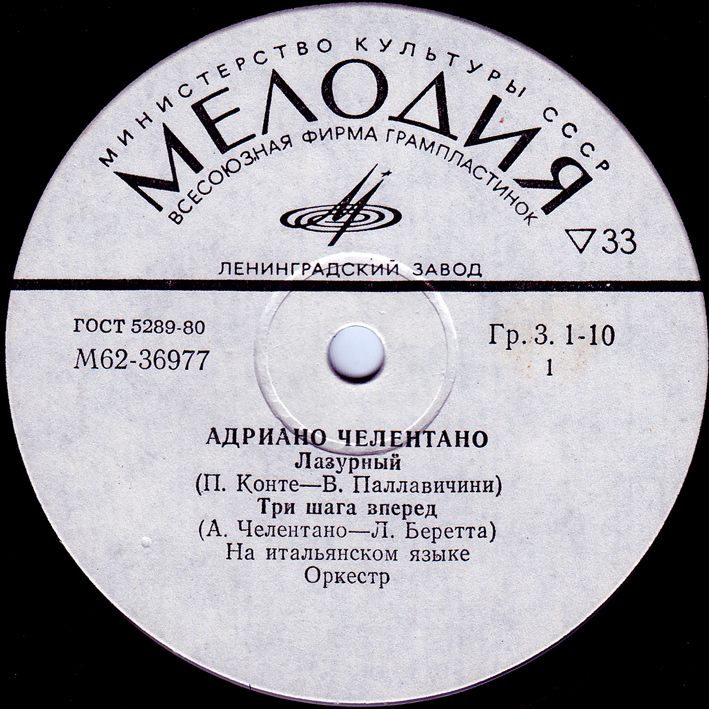 МИНИСТЕРСТВО КУЛЬТУРЫ СССР
МЕЛОДИЯ
ВСЕСОЮЗНАЯ ФИРМА ГРАМПЛАСТИНОК
33
ЛЕНИНГРАДСКИЙ ЗАВОД
ГОСТ 5289-80
М62-36977
Гр. З. 1-10
1
АДРИАНО ЧЕЛЕНТАНО
Лазурный
(П. Конте—В. Паллавичини)
Три шага вперед
(А. Челентано—Л. Беретта)
На итальянском языке
Оркестр